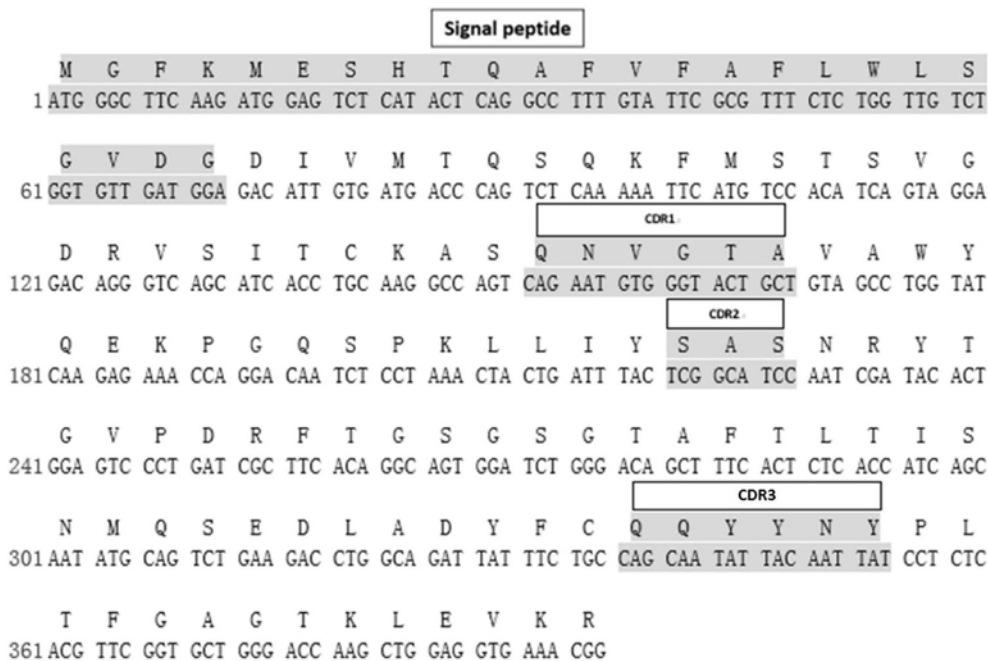 Signal peptide
M G F K M E S H T Q A F V F A F L W L S
1 ATG GGC TTC AAG ATG GAG TCT CAT ACT CAG GCC TTT GTA TTC GCG TTT CTC TGG TTG TCT
G V D G D I V M T Q S Q K F M S T S V G
61 GGT GTT GAT GGA GAC ATT GTG ATG ACC CAG TCT CAA AAA TTC ATG TCC ACA TCA GTA GGA
CDR1
D R V S I T C K A S Q N V G T A V A W Y
121 GAC AGG GTC AGC ATC ACC TGC AAG GCC AGT CAG AAT GTG GGT ACT GCT GTA GCC TGG TAT
CDR2
Q E K P G Q S P K L L I Y S A S N R Y T
181 CAA GAG AAA CCA GGA CAA TCT CCT AAA CTA CTG ATT TAC TCG GCA TCC AAT CGA TAC ACT
G V P D R F T G S G S G T A F T L T I S
241 GGA GTC CCT GAT CGC TTC ACA GGC AGT GGA TCT GGG ACA GCT TTC ACT CTC ACC ATC AGC
CDR3
N M Q S E D L A D Y F C Q Q Y Y N Y P L
301 AAT ATG CAG TCT GAA GAC CTG GCA GAT TAT TTC TGC CAG CAA TAT TAC AAT TAT CCT CTC
T F G A G T K L E V K R
361 ACG TTC GGT GCT GGG ACC AAG CTG GAG GTG AAA CGG